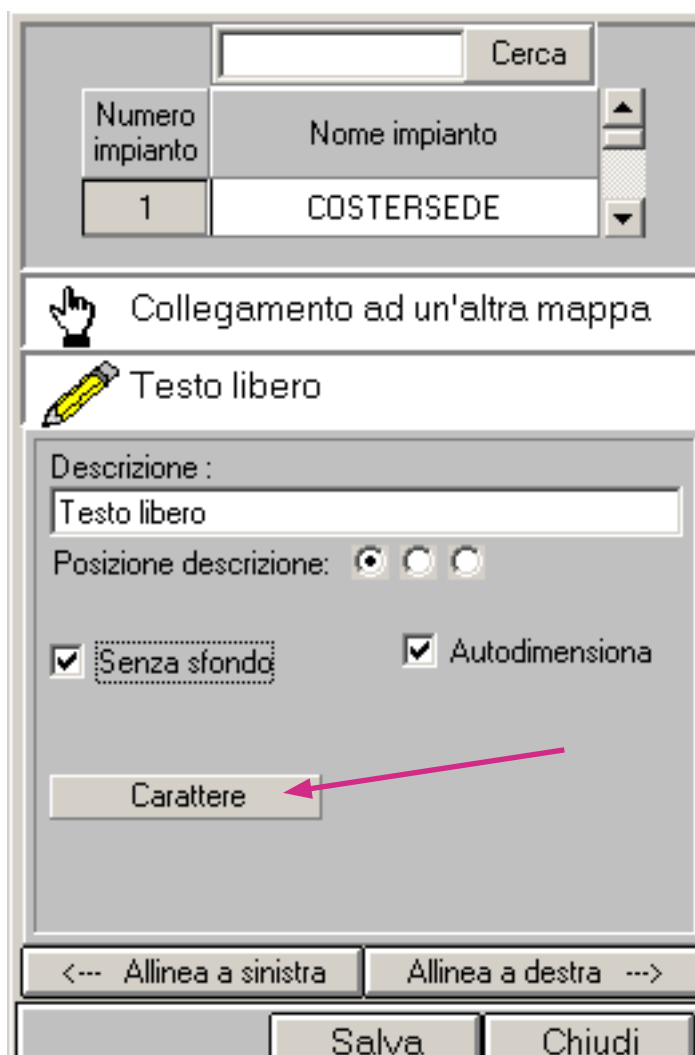 Cerca
Numero impianto
Nome impianto
1
COSTERSEDE
Collegamento ad un'altra mappa
Testo libero
Descrizione :
Testo libero
Posizione descrizione:
Senza sfondo
Autodimensiona
Carattere
<--- Allinea a sinistra
Allinea a destra --->
Salva
Chiudi